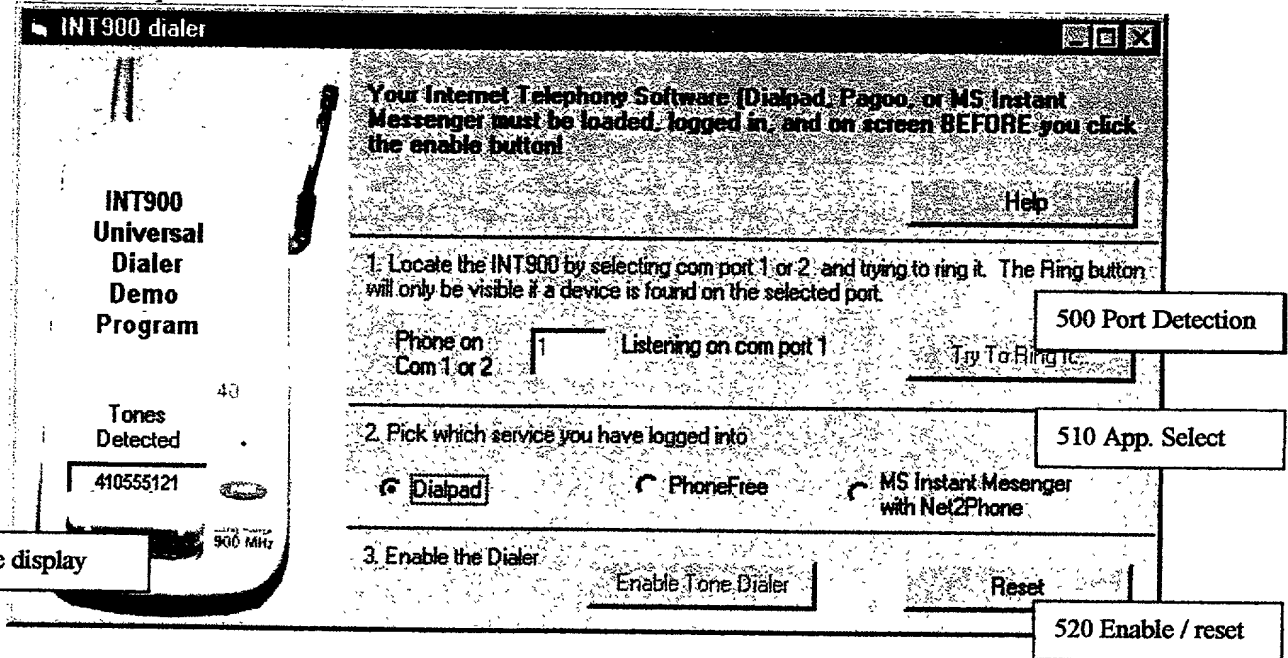 INT900 dialer
Your Internet Telephony Software (Dialpad, Pagoo, or MS Instant
Messenger must be loaded, logged in, and on screen BEFORE you click
the enable button!
Help
INT900
Universal
Dialer
Demo
Program
1. Locate the INT900 by selecting com port 1 or 2 and trying to ring it. The Ring button
will only be visible if a device is found on the selected port.
500 Port Detection
Phone on
Com 1 or 2
1
Listening on com port 1
Try To Ring It
43
Tones
Detected
410555121
2. Pick which service you have logged into
510 App. Select
Dialpad
PhoneFree
MS Instant Mesenger
with Net2Phone
900 MHz
e display
3. Enable the Dialer
Enable Tone Dialer
Reset
520 Enable / reset